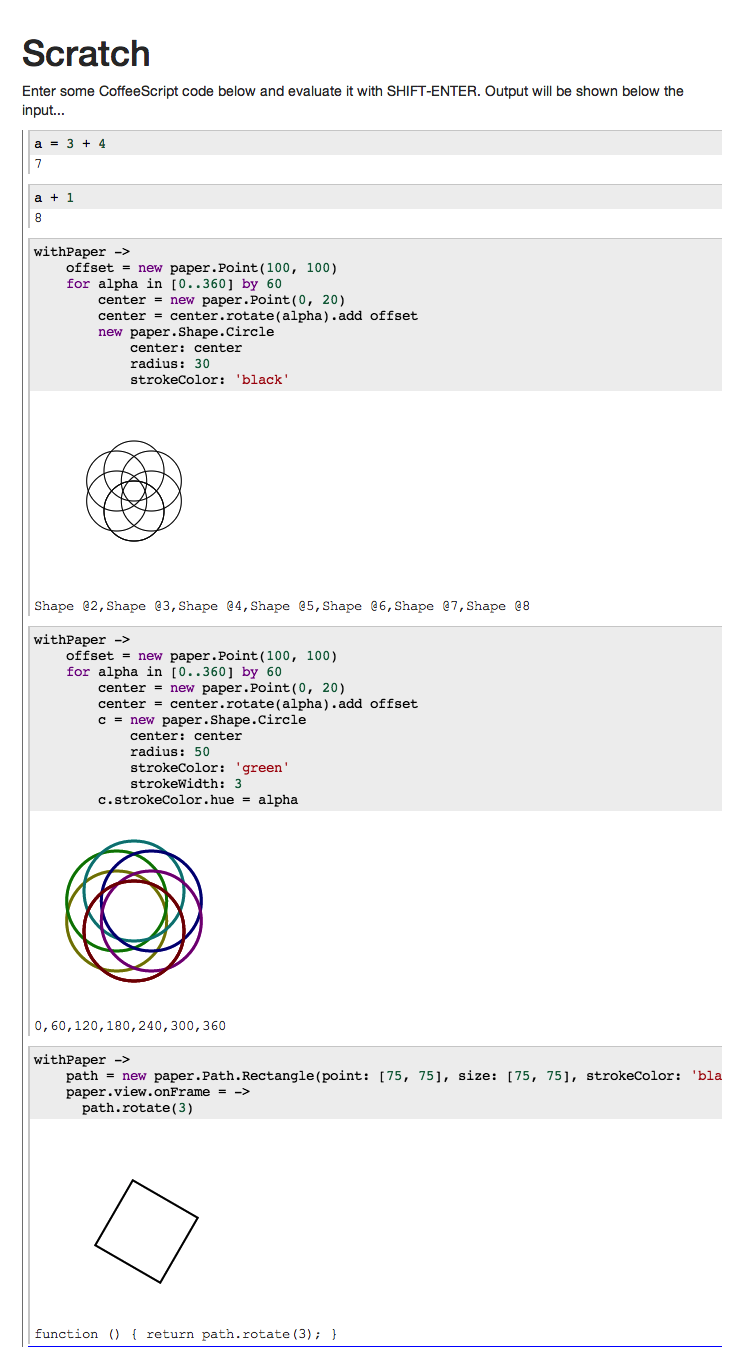 Scratch
Enter some CoffeeScript code below and evaluate it with SHIFT-ENTER. Output will be shown below the
input...
a = 3 + 4
7
a + 1
8
withPaper ->
    offset = new paper.Point(100, 100)
    for alpha in [0..360] by 60
        center = new paper.Point(0, 20)
        center = center.rotate(alpha).add offset
        new paper.Shape.Circle
            center: center
            radius: 30
            strokeColor: 'black'
Shape @2,Shape @3,Shape @4,Shape @5,Shape @6,Shape @7,Shape @8
withPaper ->
    offset = new paper.Point(100, 100)
    for alpha in [0..360] by 60
        center = new paper.Point(0, 20)
        center = center.rotate(alpha).add offset
        c = new paper.Shape.Circle
            center: center
            radius: 50
            strokeColor: 'green'
            strokeWidth: 3
        c.strokeColor.hue = alpha
0,60,120,180,240,300,360
withPaper ->
    path = new paper.Path.Rectangle(point: [75, 75], size: [75, 75], strokeColor: 'bla
    paper.view.onFrame = ->
      path.rotate(3)
function () { return path.rotate(3); }